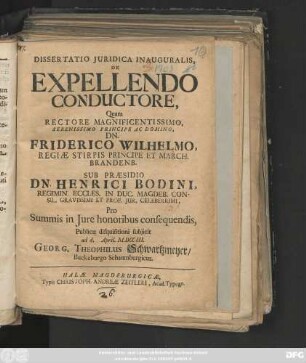 DISSERTATIO JURIDICA INAUGURALIS,
DE
EXPELLENDO
CONDUCTORE,
Quam
RECTORE MAGNIFICENTISSIMO,
SERENISSIMO PRINCIPE AC DOMINO,
DN.
FRIDERICO WILHELMO,
REGIÆ STIRPIS PRINCIPE ET MARCH.
BRANDENB.
SUB PRÆSIDIO
DN. HENRICI BODINI,
REGIMIN. ECCLES. IN DUC. MAGDEB. CON-
SIL. GRAVISSIMI ET PROF. JUR. CELEBERRIMI,
Pro
Summis in Jure honoribus consequendis,
Publicæ disquisitioni subjicit
ad d. April. MDCCIII.
GEORG. THEOPHILUS Schwartzmeyer/
Buckeburgo Schaumburgicus.
HALÆ MAGDEBURGICÆ,
Typis CHRISTOPH. ANDREÆ ZEITLERI, Acad. Typogr.
26